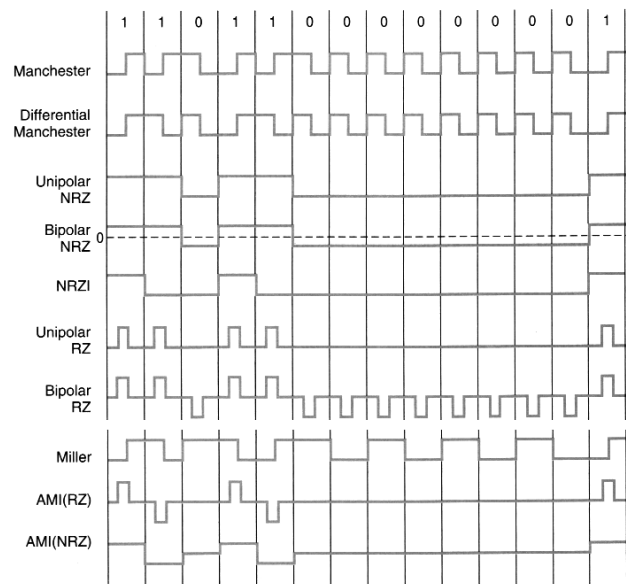 1 1 0 1 1 0 0 0 0 0 0 0 0 1
Manchester
Differential
Manchester
Unipolar
NRZ
Bipolar
NRZ
0
NRZI
Unipolar
RZ
Bipolar
RZ
Miller
AMI(RZ)
AMI(NRZ)